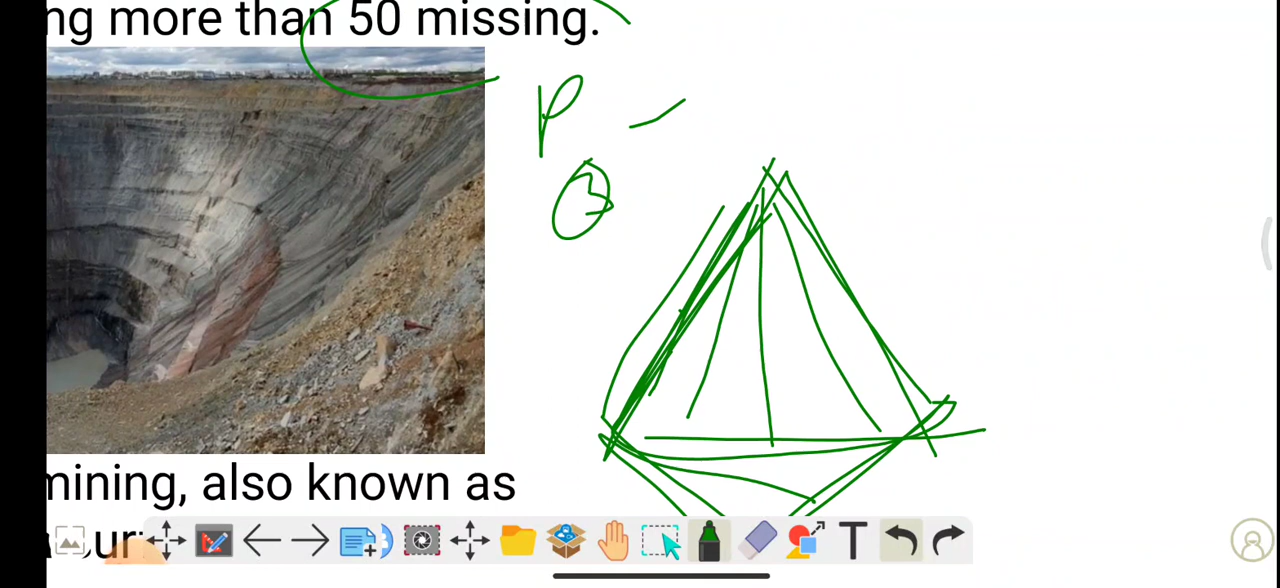 ng more than 50 missing.
P
mining, also known as